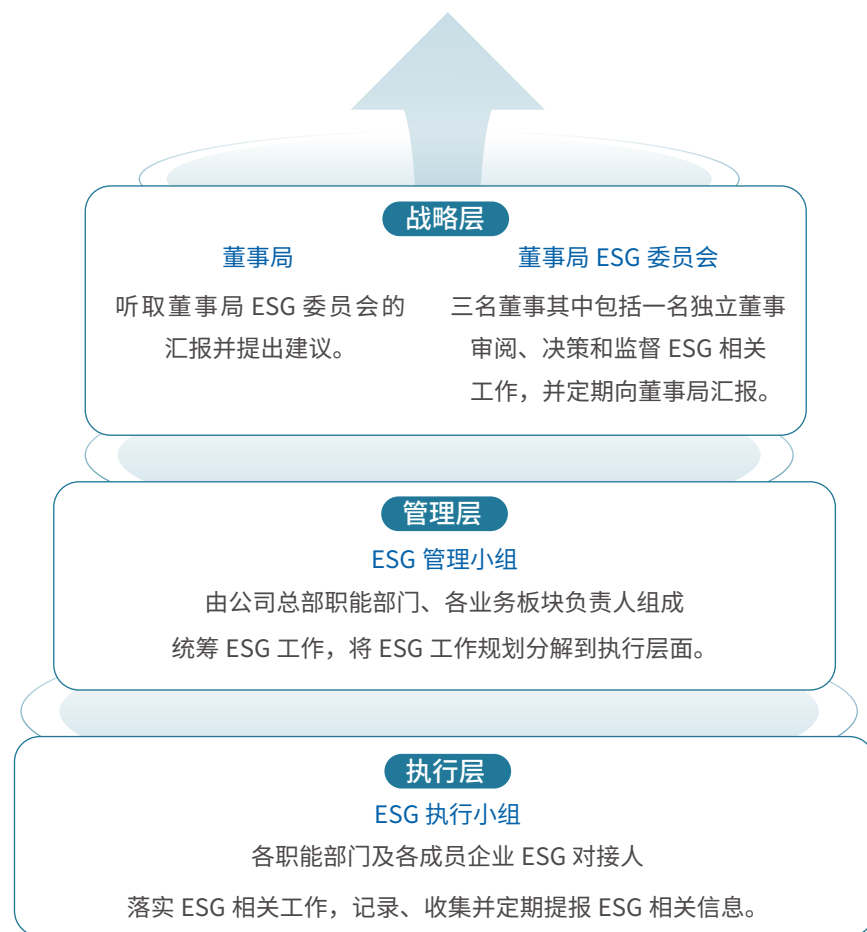 战略层
董事局
听取董事局 ESG 委员会的
汇报并提出建议。
董事局 ESG 委员会
三名董事其中包括一名独立董事
审阅、决策和监督 ESG 相关
工作，并定期向董事局汇报。
管理层
ESG 管理小组
由公司总部职能部门、各业务板块负责人组成
统筹 ESG 工作，将 ESG 工作规划分解到执行层面。
执行层
ESG 执行小组
各职能部门及各成员企业 ESG 对接人
落实 ESG 相关工作，记录、收集并定期提报 ESG 相关信息。